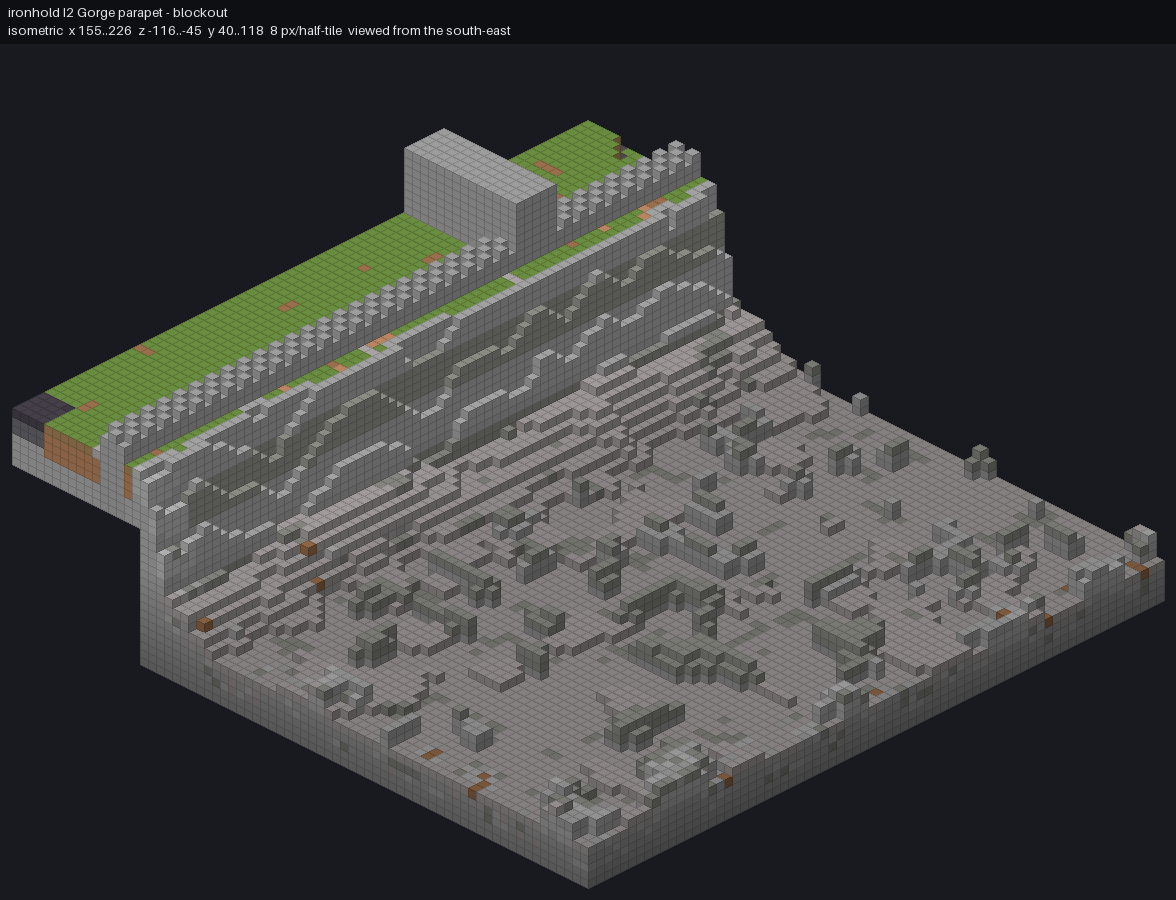 ironhold I2 Gorge parapet - blockout
isometric x 155..226 z -116..-45 y 40..118 8 px/half-tile viewed from the south-east